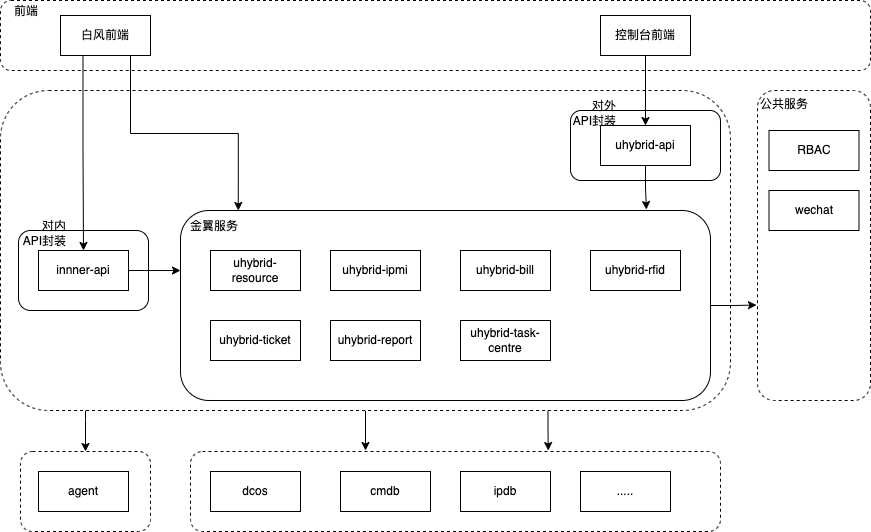 前端
白风前端
控制台前端
公共服务
对外
API封装
uhybrid-api
RBAC
wechat
对内
API封装
innner-api
金翼服务
uhybrid-
resource
uhybrid-ipmi
uhybrid-bill
uhybrid-rfid
uhybrid-ticket
uhybrid-report
uhybrid-task-
centre
agent
dcos
cmdb
ipdb
.....